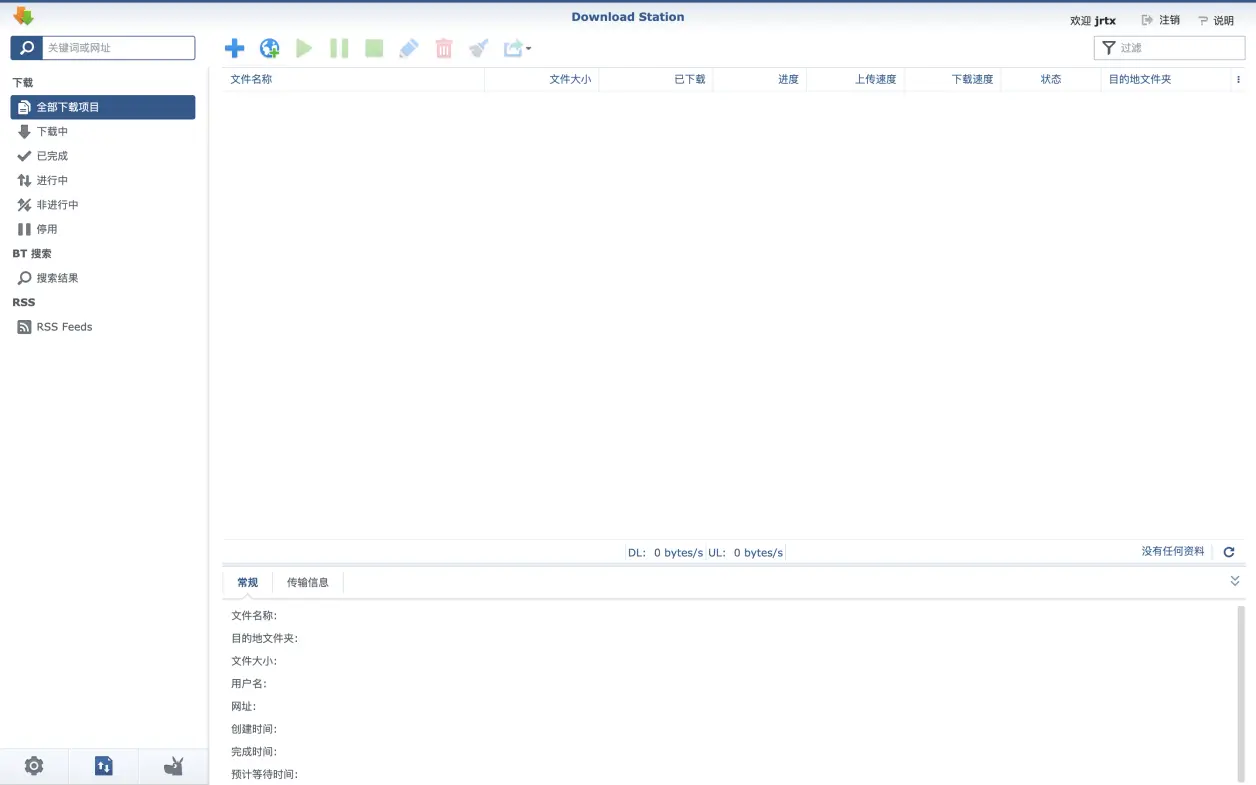 Download Station
欢迎 jrtx 注销 说明
关键词或网址
过滤
下载
全部下载项目
下载中
已完成
进行中
非进行中
停用
BT 搜索
搜索结果
RSS
RSS Feeds
文件名称 文件大小 已下载 进度 上传速度 下载速度 状态 目的地文件夹
DL: 0 bytes/s UL: 0 bytes/s 没有任何资料
常规 传输信息
文件名称:
目的地文件夹:
文件大小:
用户名:
网址:
创建时间:
完成时间:
预计等待时间: